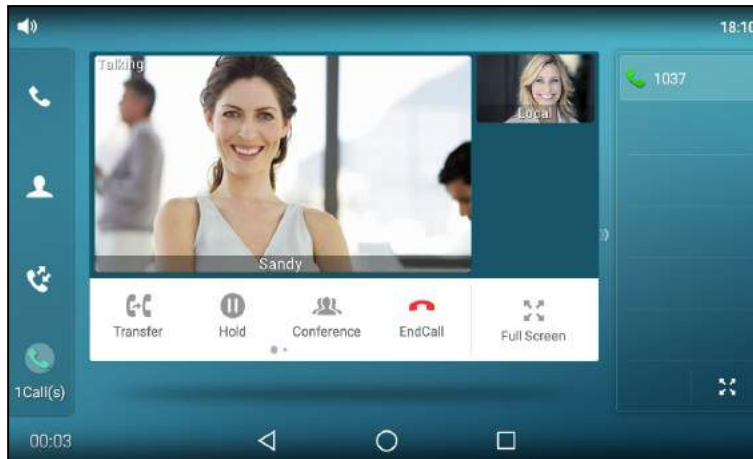 18:10
Talking
Local
1037
Sandy
Transfer
Hold
Conference
EndCall
Full Screen
1Call(s)
00:03